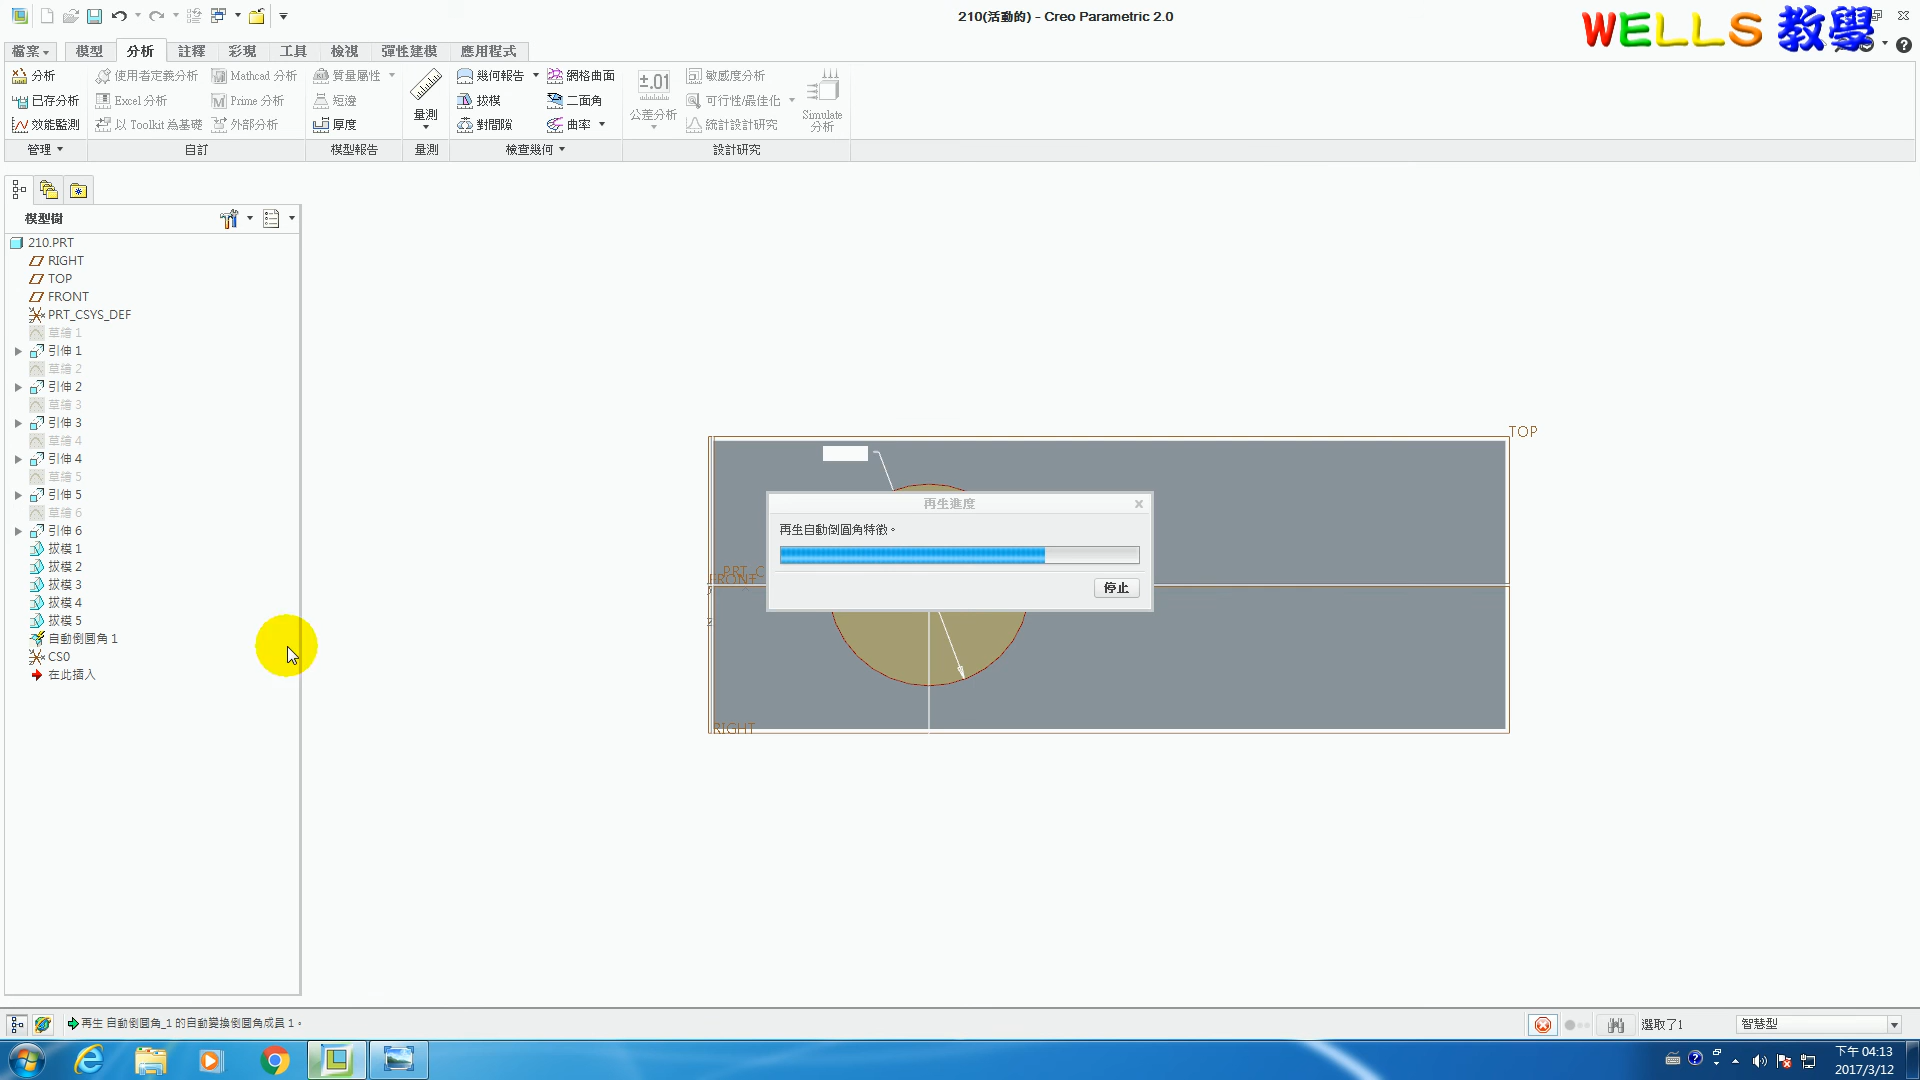 210(活動的) - Creo Parametric 2.0
WELLS 教學
檔案 模型 分析 註釋 彩現 工具 檢視 彈性建模 應用程式
分析 使用者定義分析 Mathcad 分析 質量屬性 幾何報告 網格曲面 敏感度分析
已存分析 Excel 分析 Prime 分析 短邊 量測 拔模 二面角 公差分析 可行性/最佳化 Simulate 分析
效能監測 以 Toolkit 為基礎 外部分析 厚度 對間隙 曲率 統計設計研究
管理 自訂 模型報告 量測 檢查幾何 設計研究
模型樹
210.PRT
RIGHT
TOP
FRONT
PRT_CSYS_DEF
草繪 1
引伸 1
草繪 2
引伸 2
草繪 3
引伸 3
草繪 4
引伸 4
草繪 5
引伸 5
草繪 6
引伸 6
拔模 1
拔模 2
拔模 3
拔模 4
拔模 5
自動倒圓角 1
CS0
在此插入
TOP
再生進度
再生自動倒圓角特徵。
停止
PRT_C
FRONT
RIGHT
再生 自動倒圓角_1 的自動變換倒圓角成員 1。
選取了1
智慧型
下午 04:13
2017/3/12